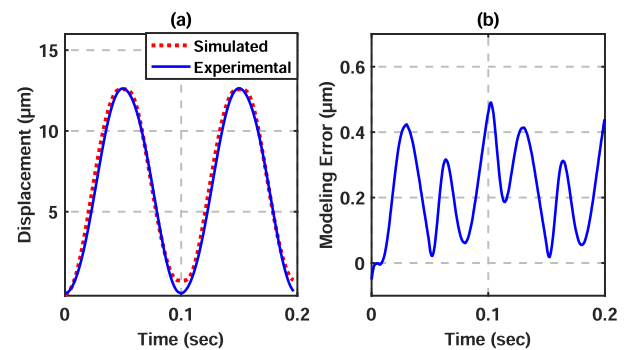 (a)
Simulated
Experimental
15
10
5
Displacement (μm)
0
0.1
0.2
Time (sec)
(b)
0.6
0.4
0.2
0
Modeling Error (μm)
0
0.1
0.2
Time (sec)